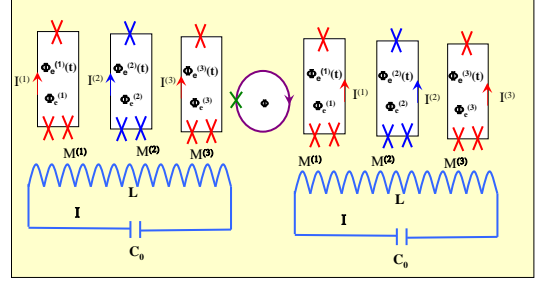 Φe(1)(t) Φe(2)(t) Φe(3)(t) Φe(1)(t) Φe(2)(t) Φe(3)(t)
I(1) I(2) I(3) I(1) I(2) I(3)
Φe(1) Φe(2) Φe(3) Φ Φe(1) Φe(2) Φe(3)
M(1) M(2) M(3) M(1) M(2) M(3)
L L
I I
C0 C0